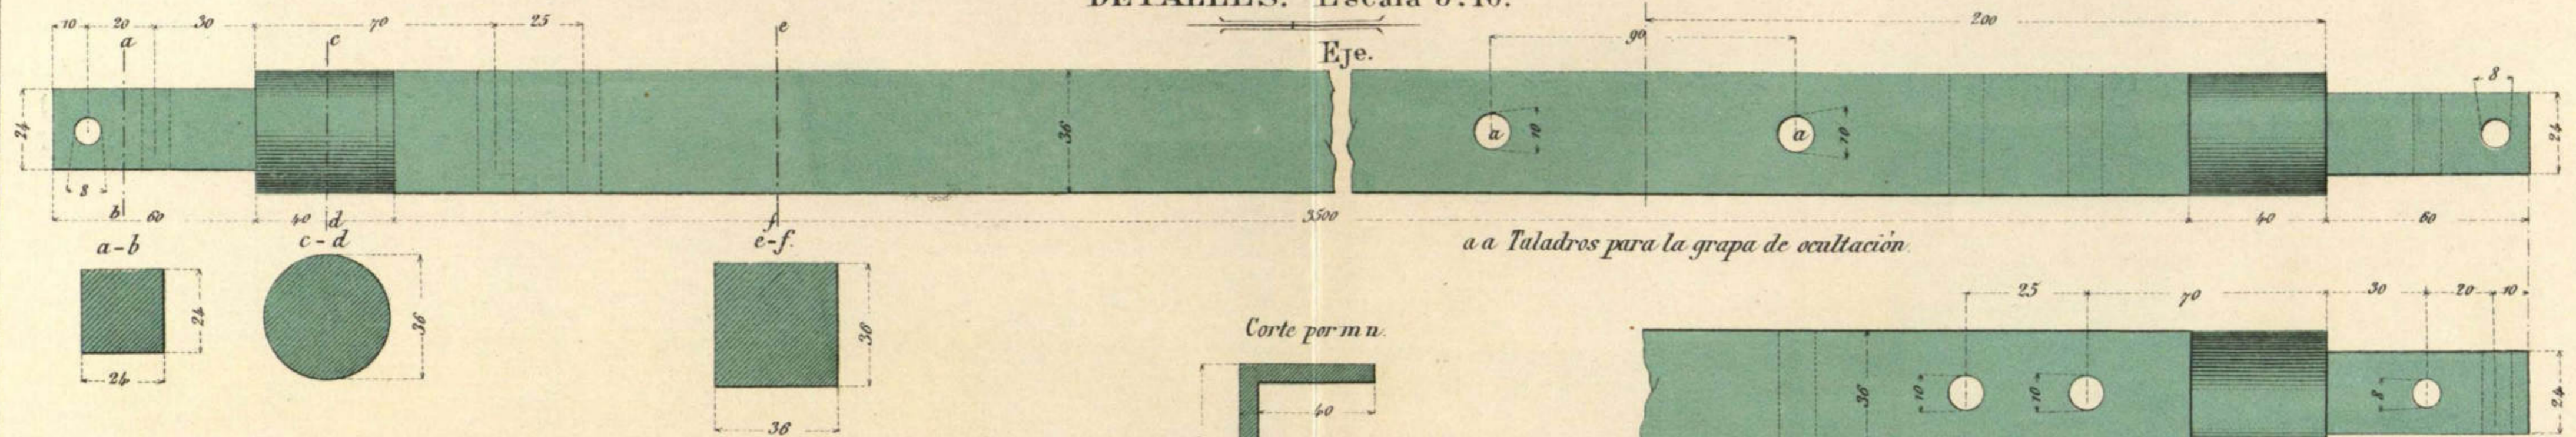 DETALLES. Escala 5:10.
10 20 30 70 25 200
a c e 90
Eje.
8
24 36 a 10 a 10 24
8
b 60 40 d f 3500 40 60
a-b c-d e-f. a a Taladros para la grapa de ocultación.
25 70 30 20 10
24 36 36 Corte por m n.
24 40 36 10 10 8 24
36